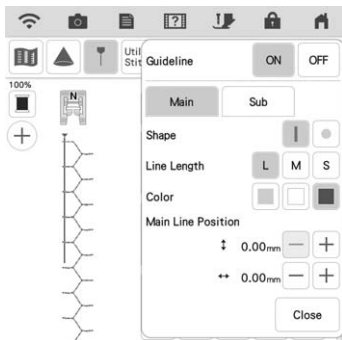 ?
Util
Stit
Guideline ON OFF
100%
N
Main Sub
Shape
Line Length L M S
Color
Main Line Position
0.00mm − +
0.00mm − +
Close